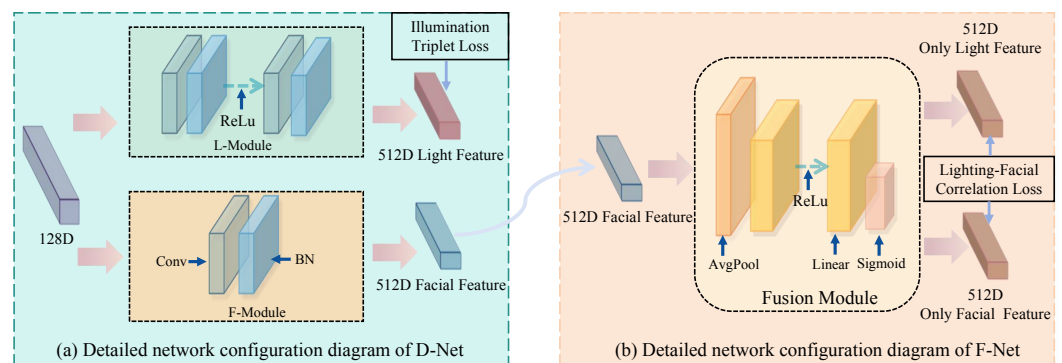 Illumination
Triplet Loss
ReLu
L-Module
512D Light Feature
128D
Conv
BN
F-Module
512D Facial Feature
(a) Detailed network configuration diagram of D-Net
512D
Only Light Feature
512D Facial Feature
ReLu
AvgPool
Linear
Sigmoid
Fusion Module
Lighting-Facial
Correlation Loss
512D
Only Facial Feature
(b) Detailed network configuration diagram of F-Net